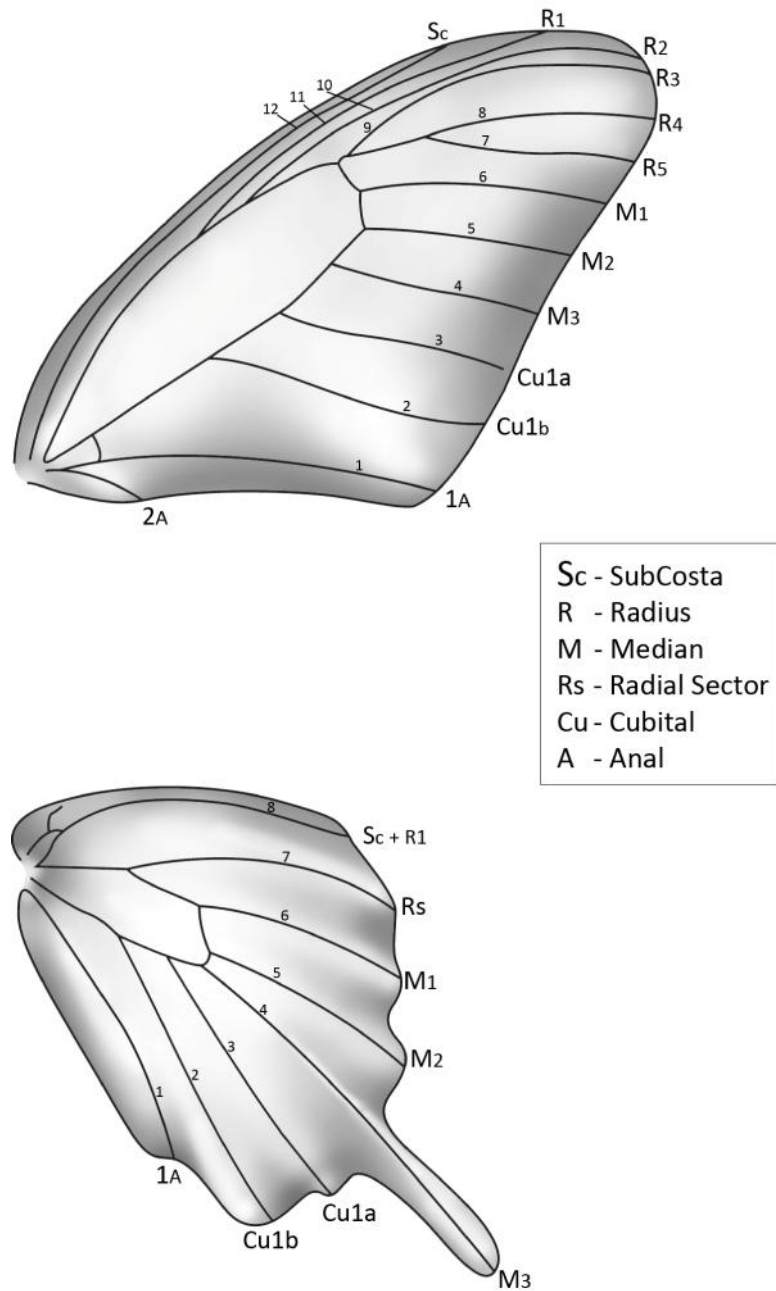 Sc
R1
R2
R3
10
11
12
9
8
R4
7
R5
6
M1
5
M2
4
M3
3
Cu1a
2
Cu1b
1
1A
2A
Sc - SubCosta
R - Radius
M - Median
Rs - Radial Sector
Cu - Cubital
A - Anal
8
Sc + R1
7
Rs
6
M1
5
M2
4
3
2
1
1A
Cu1a
Cu1b
M3